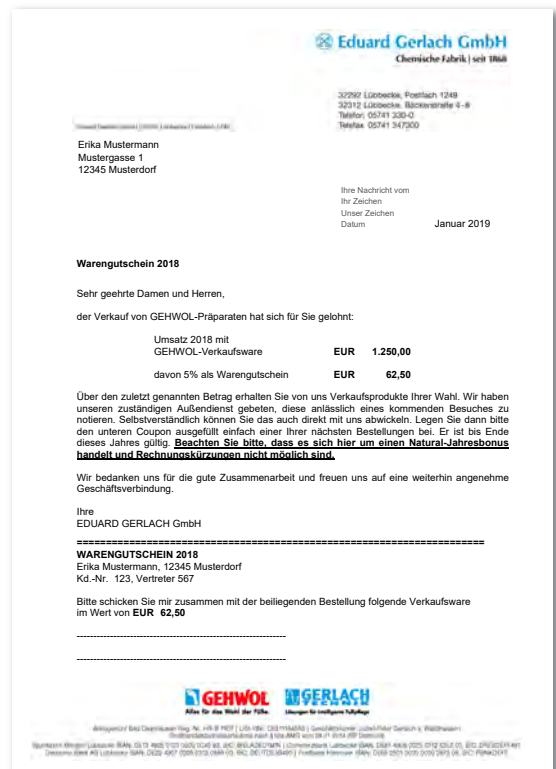 Eduard Gerlach GmbH
Chemische Fabrik | seit 1868
32292 Lübbecke, Postfach 1249
32312 Lübbecke, Bäckerstraße 4-8
Telefon 05741 330-0
Telefax 05741 347300
Erika Mustermann
Mustergasse 1
12345 Musterdorf
Ihre Nachricht vom
Ihr Zeichen
Unser Zeichen
Datum Januar 2019
Warengutschein 2018
Sehr geehrte Damen und Herren,
der Verkauf von GEHWOL-Präparaten hat sich für Sie gelohnt:
Umsatz 2018 mit
GEHWOL-Verkaufsware EUR 1.250,00
davon 5% als Warengutschein EUR 62,50
Über den zuletzt genannten Betrag erhalten Sie von uns Verkaufsprodukte Ihrer Wahl. Wir haben
unseren zuständigen Außendienst gebeten, diese anlässlich eines kommenden Besuches zu
notieren. Selbstverständlich können Sie das auch direkt mit uns abwickeln. Legen Sie dann bitte
den unteren Coupon ausgefüllt einfach einer Ihrer nächsten Bestellungen bei. Er ist bis Ende
dieses Jahres gültig. Beachten Sie bitte, dass es sich hier um einen Natural-Jahresbonus
handelt und Rechnungskürzungen nicht möglich sind.
Wir bedanken uns für die gute Zusammenarbeit und freuen uns auf eine weiterhin angenehme
Geschäftsverbindung.
Ihre
EDUARD GERLACH GmbH
======================================================================
WARENGUTSCHEIN 2018
Erika Mustermann, 12345 Musterdorf
Kd.-Nr. 123, Vertreter 567
Bitte schicken Sie mir zusammen mit der beiliegenden Bestellung folgende Verkaufsware
im Wert von EUR 62,50
---------------------------------------------------------------
---------------------------------------------------------------
GEHWOL GERLACH
Alles für das Wohl der Füße. Lösungen für intelligente Fußpflege